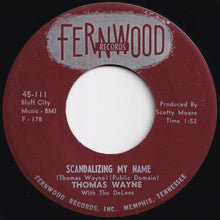 FERNWOOD
RECORDS
45-111
Bluff City
Music - BMI
F - 178
Produced By
Scotty Moore
Time 1:52
SCANDALIZING MY NAME
(Thomas Wayne) (Public Domain)
THOMAS WAYNE
With The DeLons
FERNWOOD RECORDS, INC. MEMPHIS, TENNESSEE